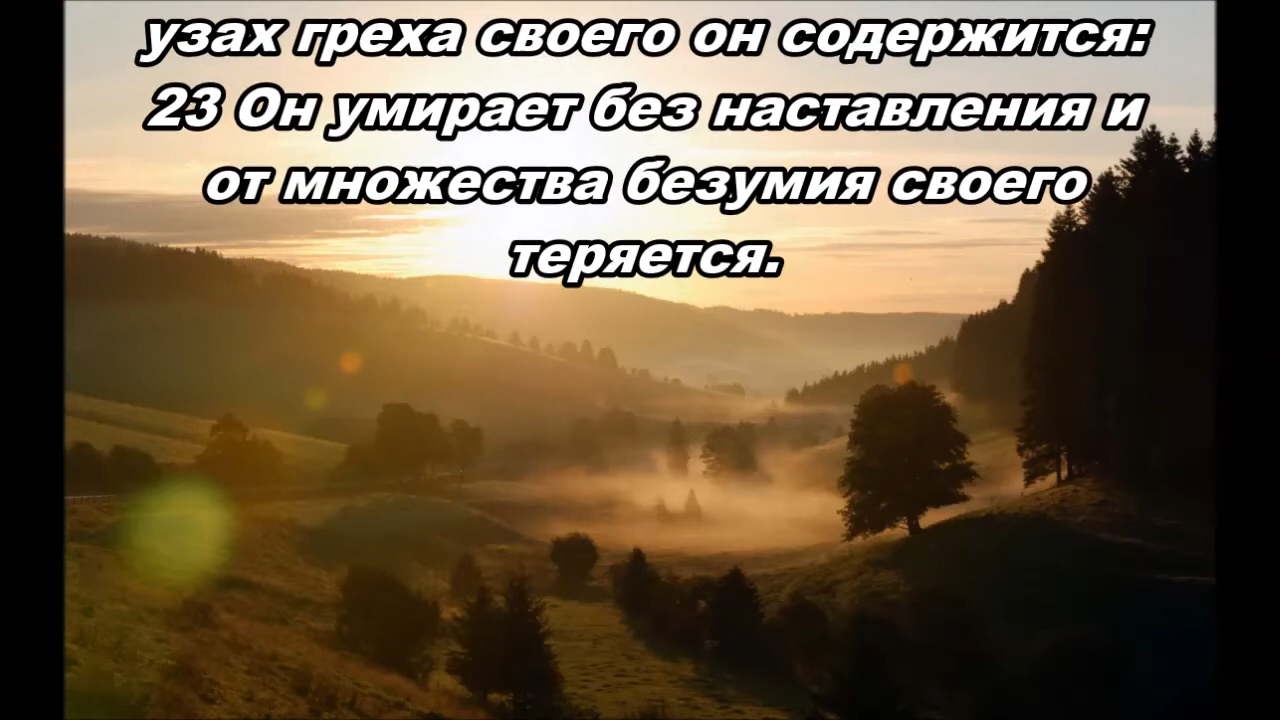 узах греха своего он содержится:
23 Он умирает без наставления и
от множества безумия своего
теряется.